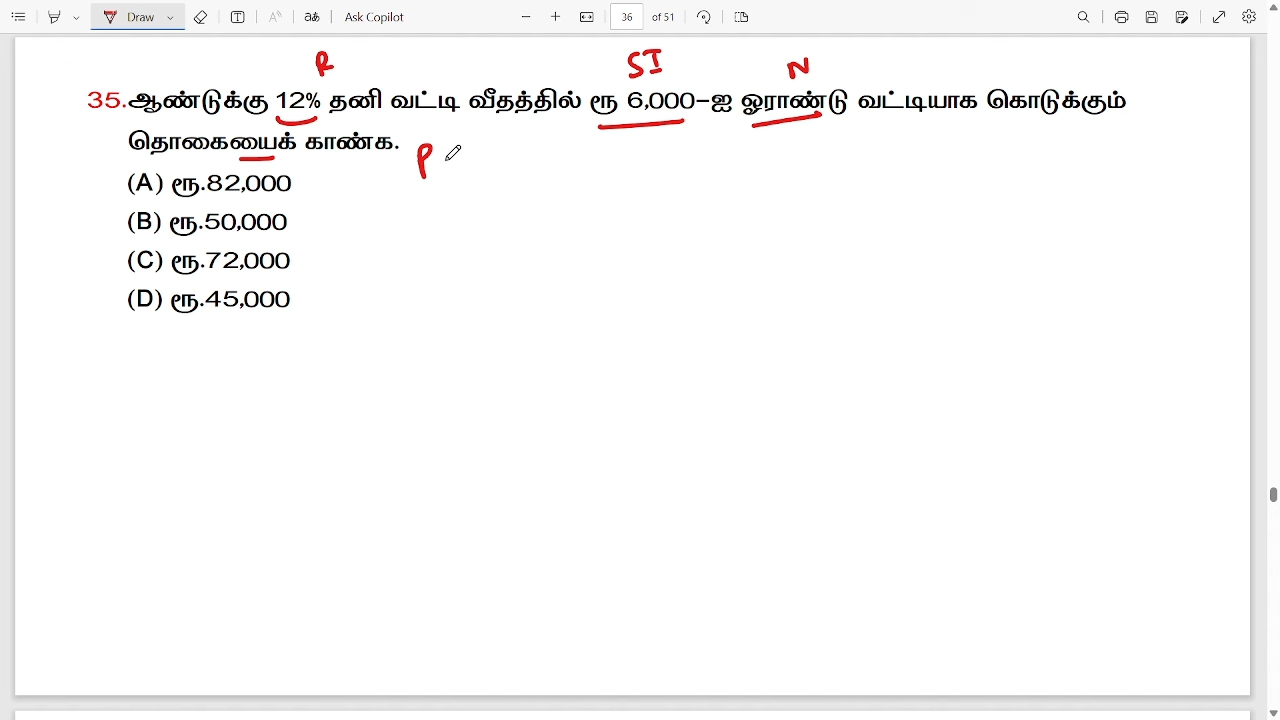 Draw
Ask Copilot
36
of 51
R
SI
N
35.ஆண்டுக்கு 12% தனி வட்டி வீதத்தில் ரூ 6,000-ஐ ஓராண்டு வட்டியாக கொடுக்கும்
தொகையைக் காண்க.
P
(A) ரூ.82,000
(B) ரூ.50,000
(C) ரூ.72,000
(D) ரூ.45,000